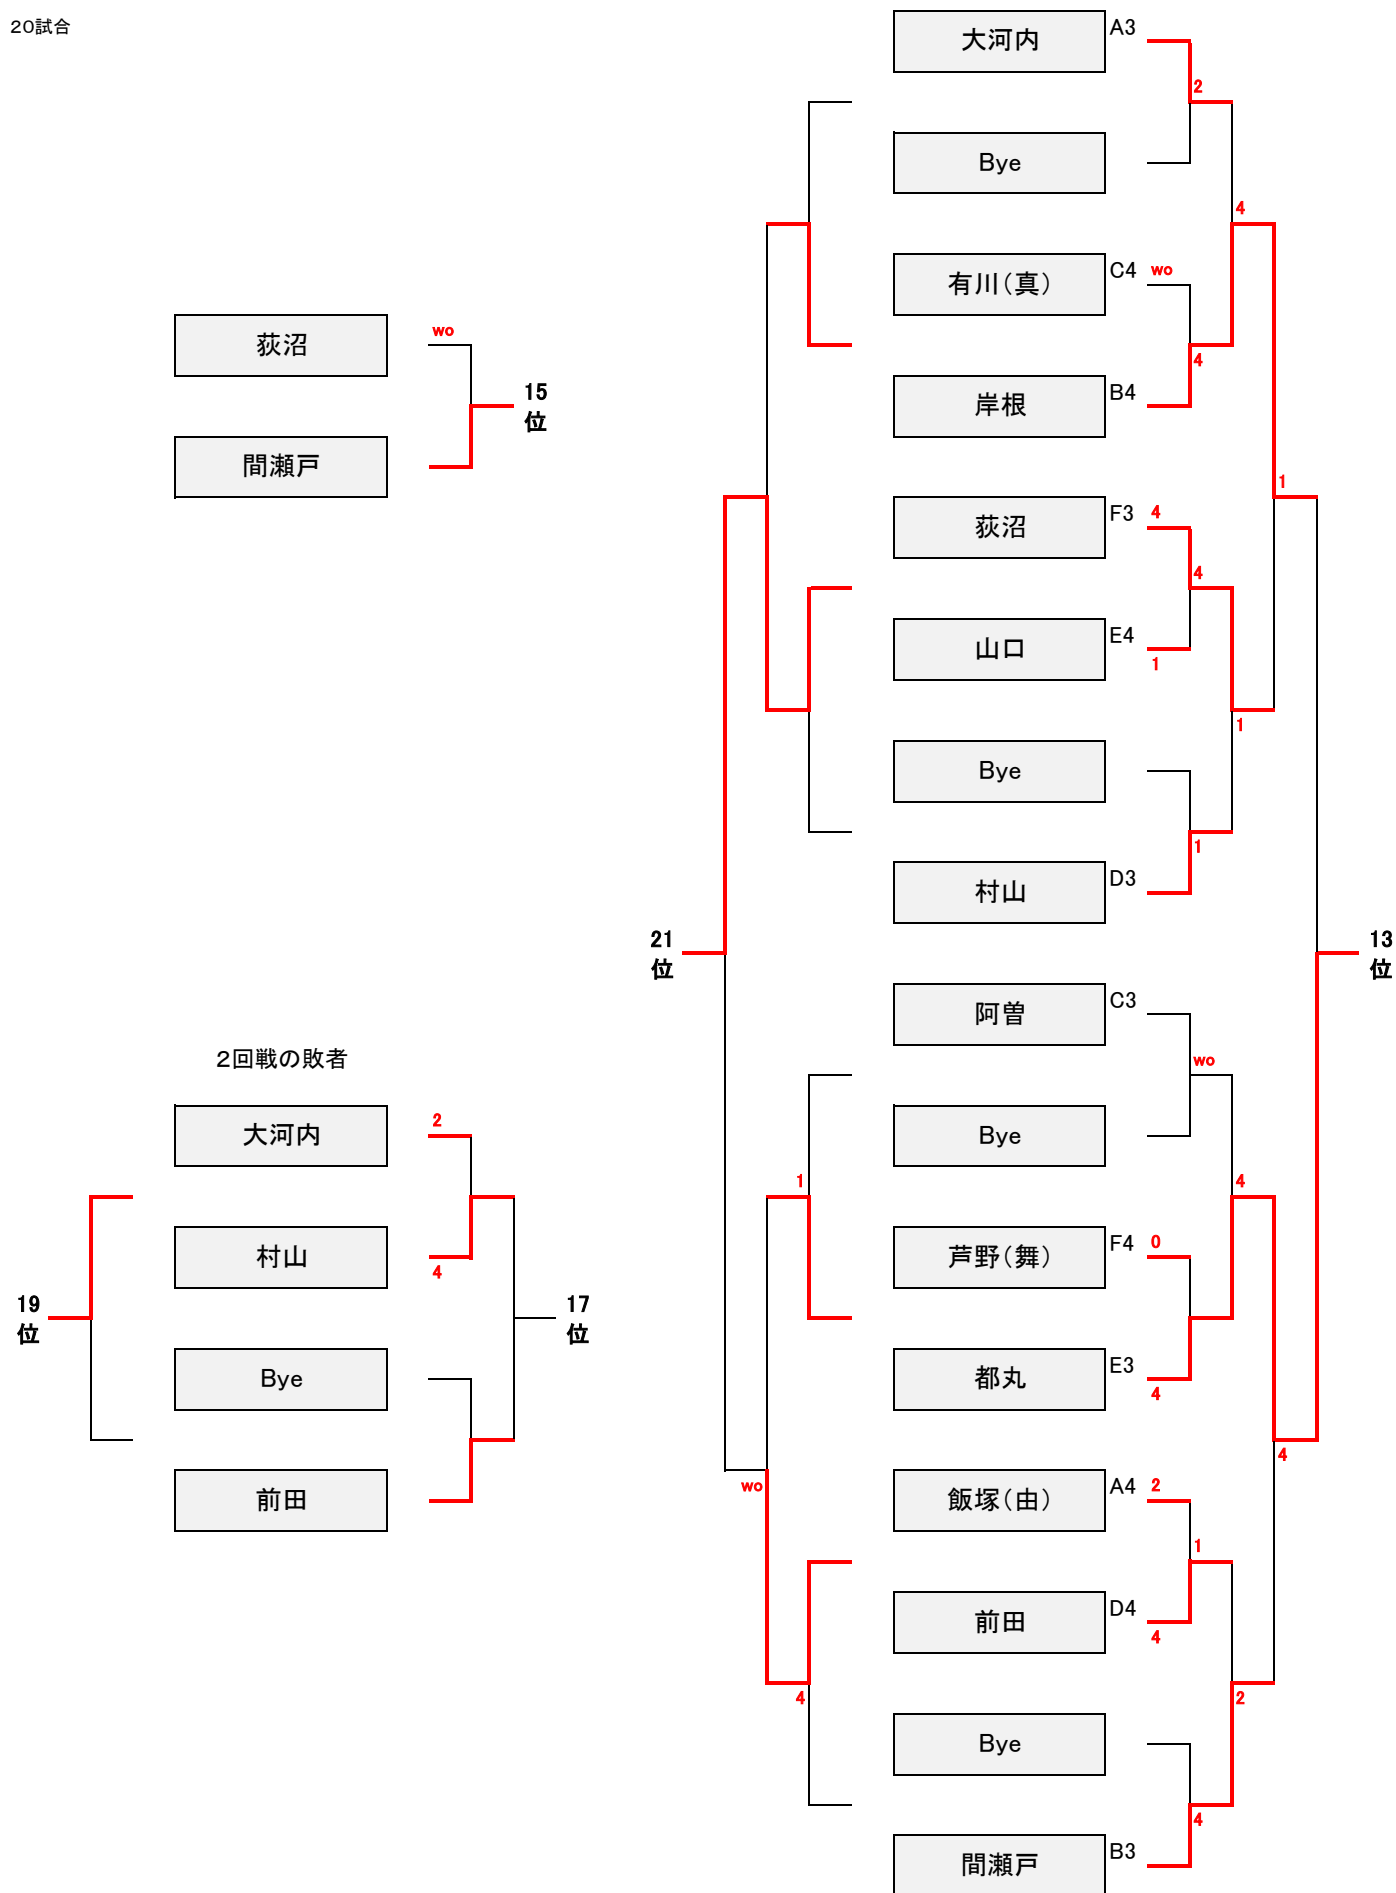 20試合
大河内 A3
2
Bye
4
有川（真） C4 wo
4
岸根 B4
1
荻沼 F3 4
4
山口 E4
1
Bye
1
1
村山 D3
阿曽 C3
wo
Bye
1
4
芦野（舞） F4 0
都丸 E3
4
4
飯塚（由） A4 2
wo
1
前田 D4
4
4
2
Bye
4
間瀬戸 B3
21
位
13
位
荻沼
wo
間瀬戸
15
位
2回戦の敗者
大河内
2
村山
4
Bye
前田
19
位
17
位